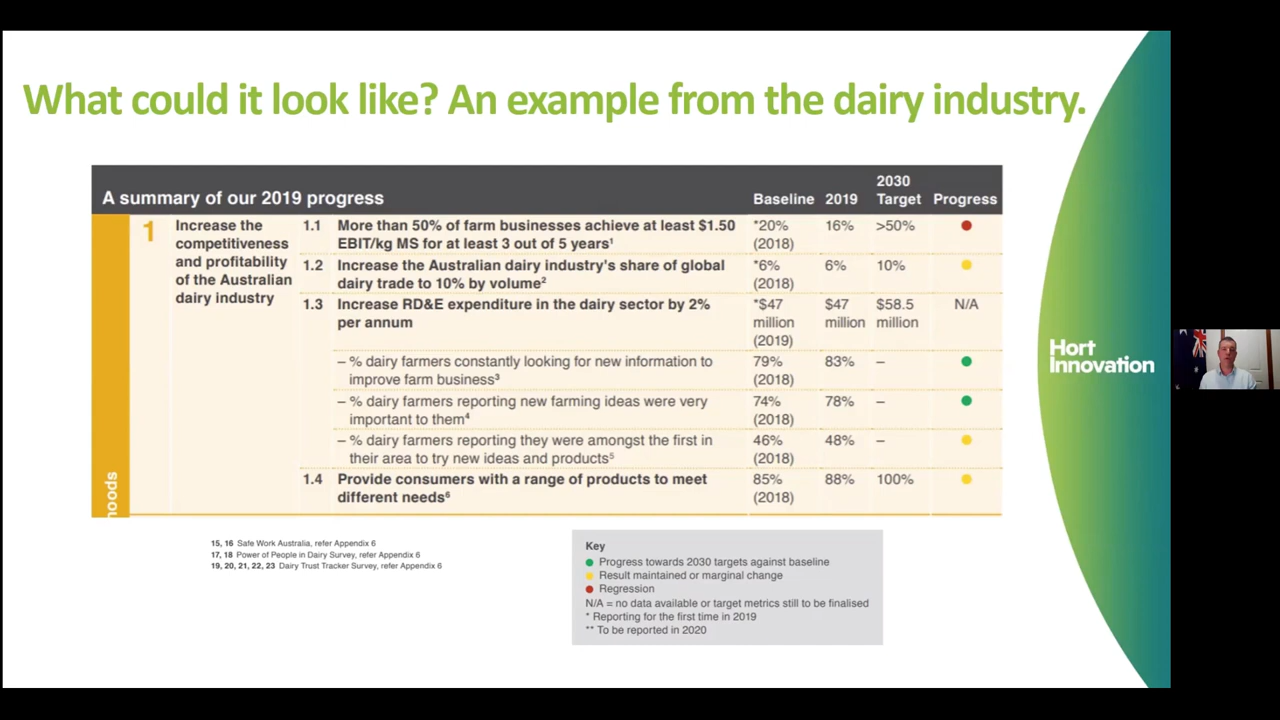 What could it look like? An example from the dairy industry.
A summary of our 2019 progress
Baseline
2019
2030
Target
Progress
1
Increase the
competitiveness
and profitability
of the Australian
dairy industry
1.1
More than 50% of farm businesses achieve at least $1.50
EBIT/kg MS for at least 3 out of 5 years¹
*20%
(2018)
16%
>50%
1.2
Increase the Australian dairy industry's share of global
dairy trade to 10% by volume²
*6%
(2018)
6%
10%
1.3
Increase RD&E expenditure in the dairy sector by 2%
per annum
*$47
million
(2019)
$47
million
$58.5
million
N/A
– % dairy farmers constantly looking for new information to
improve farm business³
79%
(2018)
83%
–
– % dairy farmers reporting new farming ideas were very
important to them⁴
74%
(2018)
78%
–
– % dairy farmers reporting they were amongst the first in
their area to try new ideas and products⁵
46%
(2018)
48%
–
1.4
Provide consumers with a range of products to meet
different needs⁶
85%
(2018)
88%
100%
15, 16 Safe Work Australia, refer Appendix 6
17, 18 Power of People in Dairy Survey, refer Appendix 6
19, 20, 21, 22, 23 Dairy Trust Tracker Survey, refer Appendix 6
Key
Progress towards 2030 targets against baseline
Result maintained or marginal change
Regression
N/A = no data available or target metrics still to be finalised
* Reporting for the first time in 2019
** To be reported in 2020
Hort
Innovation